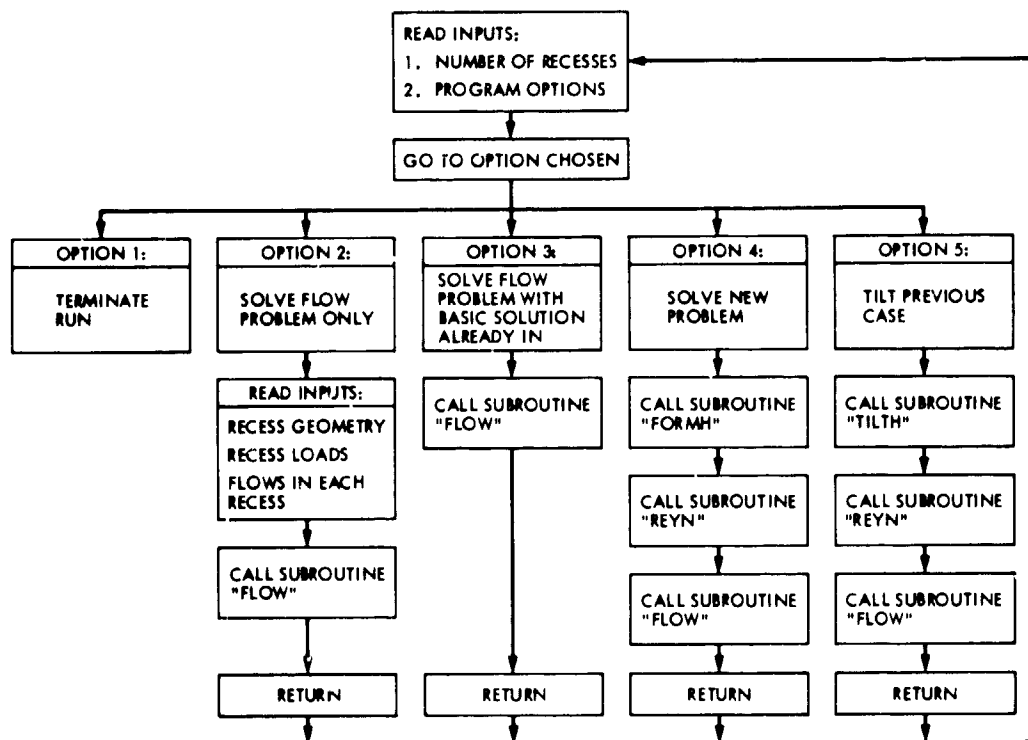 READ INPUTS:
1. NUMBER OF RECESSES
2. PROGRAM OPTIONS
GO TO OPTION CHOSEN
OPTION 1:
TERMINATE
RUN
OPTION 2:
SOLVE FLOW
PROBLEM ONLY
READ INPUTS:
RECESS GEOMETRY
RECESS LOADS
FLOWS IN EACH
RECESS
CALL SUBROUTINE
"FLOW"
RETURN
OPTION 3:
SOLVE FLOW
PROBLEM WITH
BASIC SOLUTION
ALREADY IN
CALL SUBROUTINE
"FLOW"
RETURN
OPTION 4:
SOLVE NEW
PROBLEM
CALL SUBROUTINE
"FORMH"
CALL SUBROUTINE
"REYN"
CALL SUBROUTINE
"FLOW"
RETURN
OPTION 5:
TILT PREVIOUS
CASE
CALL SUBROUTINE
"TILTH"
CALL SUBROUTINE
"REYN"
CALL SUBROUTINE
"FLOW"
RETURN